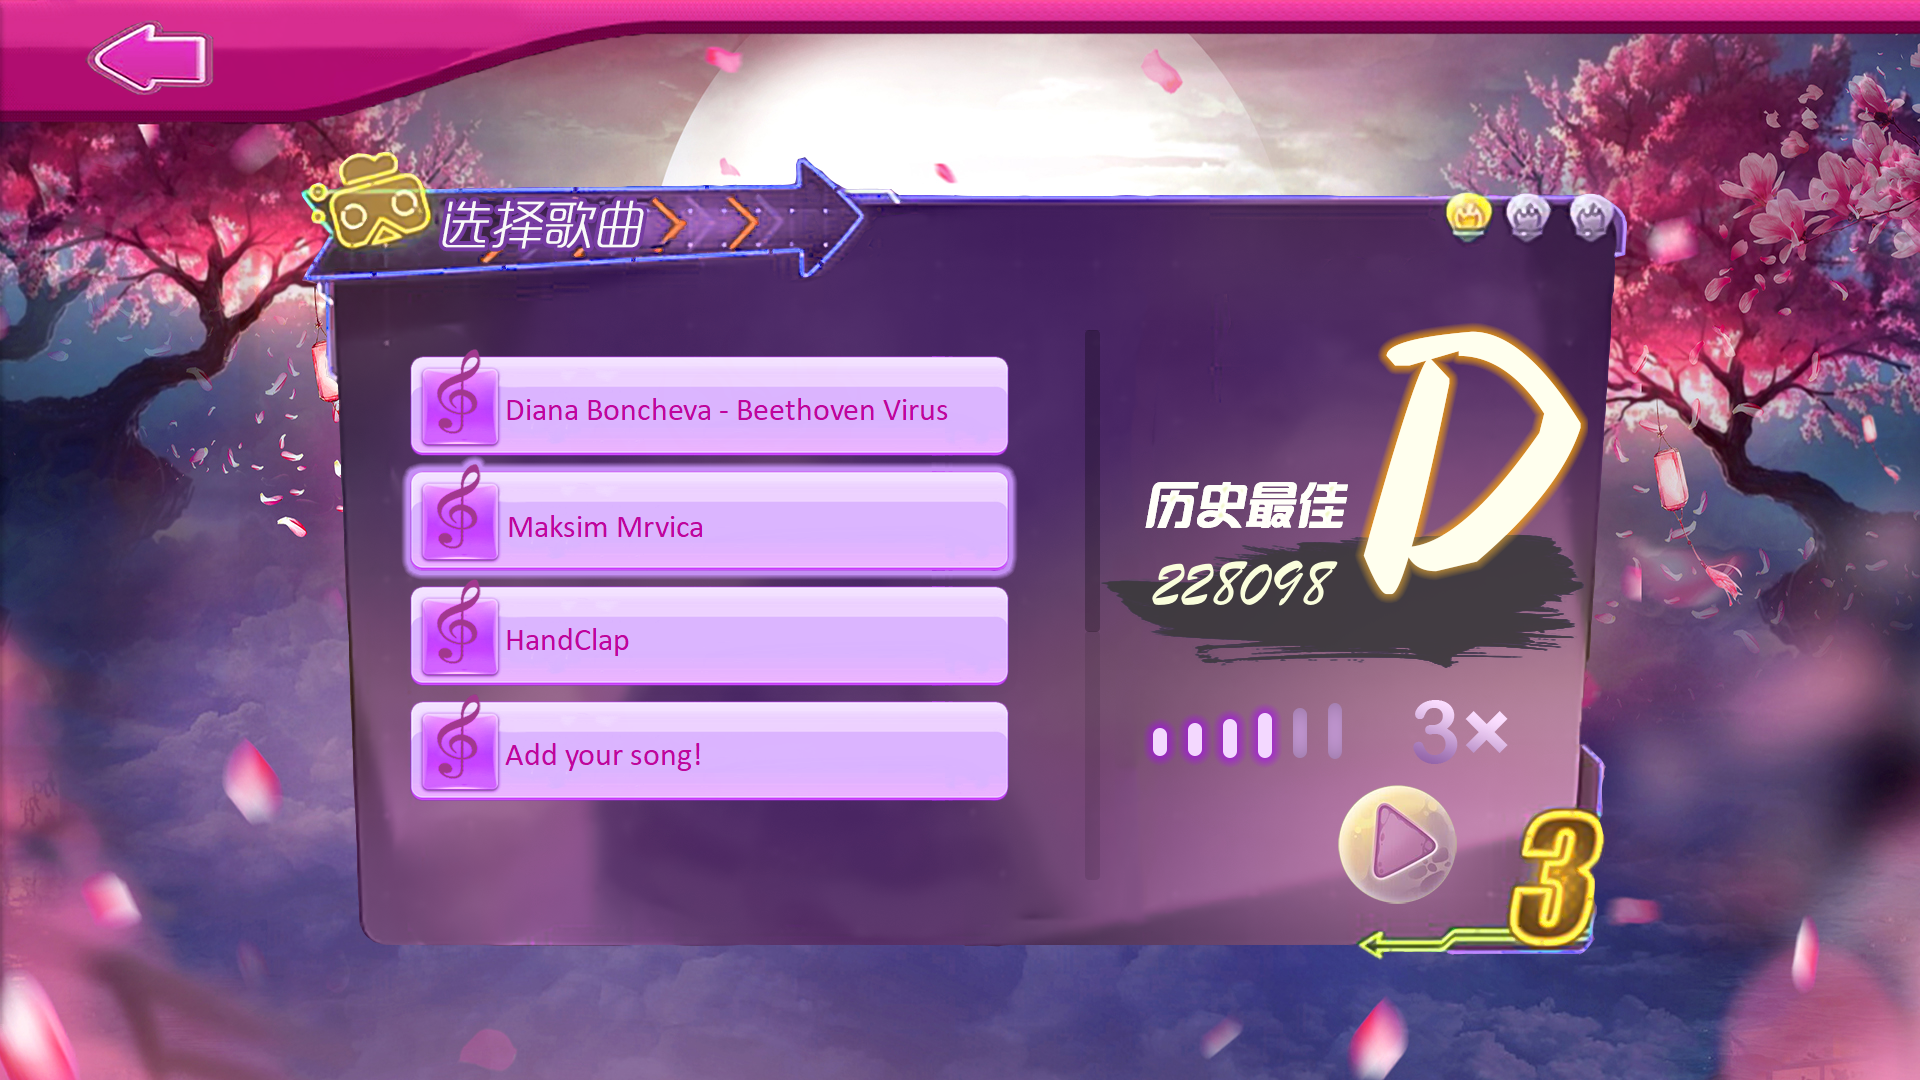 选择歌曲
Diana Boncheva - Beethoven Virus
Maksim Mrvica
HandClap
Add your song!
D
历史最佳
228098
3×
3